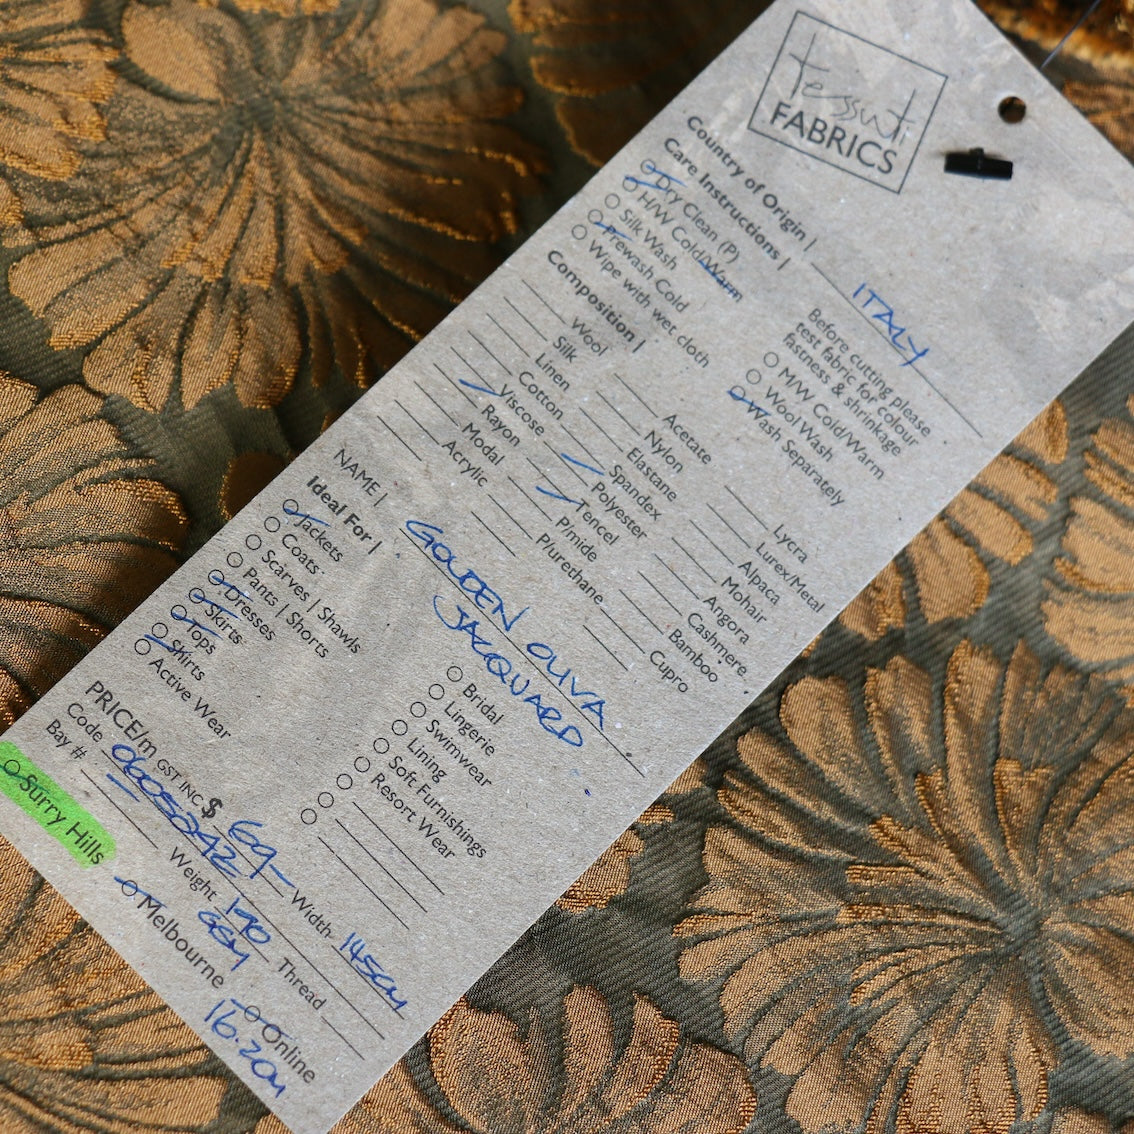 tessuti
FABRICS
Country of Origin | ITALY
Care Instructions |
Dry Clean (P)
H/W Cold/Warm
Silk Wash
Prewash Cold
Wipe with wet cloth
Before cutting please
test fabric for colour
fastness & shrinkage
M/W Cold/Warm
Wool Wash
Wash Separately
Composition |
Wool
Silk
Linen
Cotton
Viscose
Rayon
Modal
Acrylic
Acetate
Nylon
Elastane
Spandex
Polyester
Tencel
P/mide
P/urethane
Lycra
Lurex/Metal
Alpaca
Mohair
Angora
Cashmere
Bamboo
Cupro
NAME | GOLDEN OLIVA
JACQUARD
Ideal For |
Jackets
Coats
Scarves | Shawls
Pants | Shorts
Dresses
Skirts
Tops
Shirts
Active Wear
Bridal
Lingerie
Swimwear
Lining
Soft Furnishings
Resort Wear
PRICE/m GST INC $ 69- Width 145cm
Code 0605242 Weight 190 GSM Thread
Bay #
Surry Hills
Melbourne
Online
16.20m